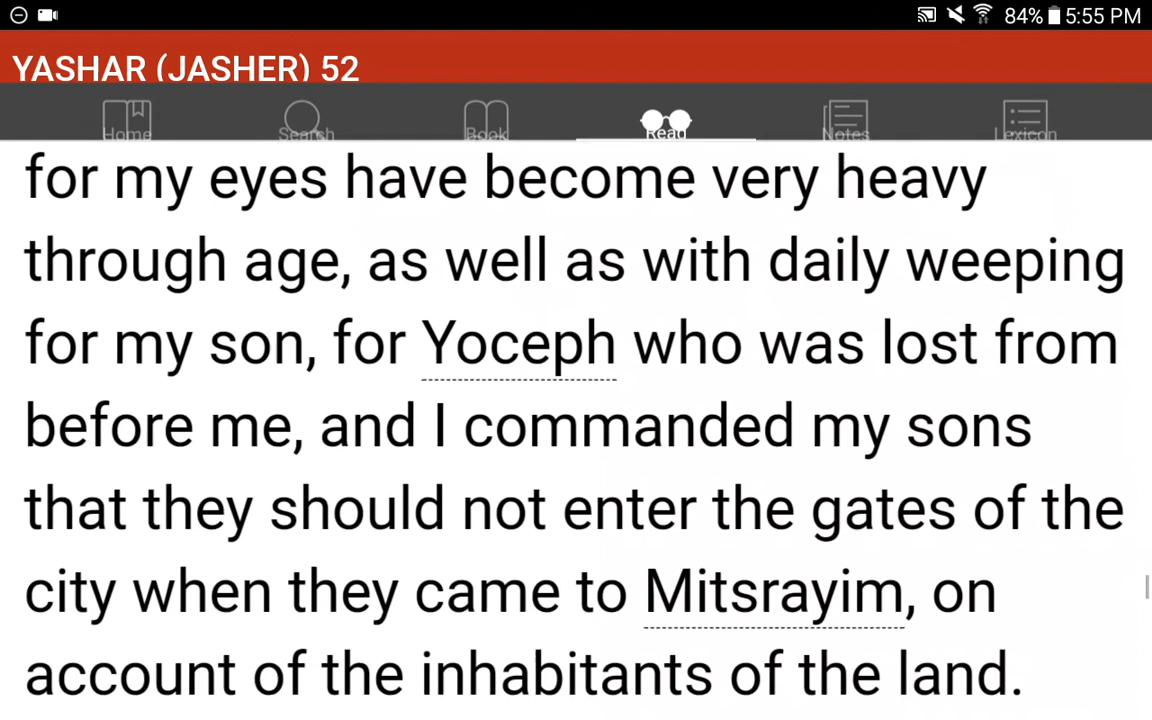 84% 5:55 PM
YASHAR (JASHER) 52
Home Search Book Read Notes Lexicon
for my eyes have become very heavy
through age, as well as with daily weeping
for my son, for Yoceph who was lost from
before me, and I commanded my sons
that they should not enter the gates of the
city when they came to Mitsrayim, on
account of the inhabitants of the land.